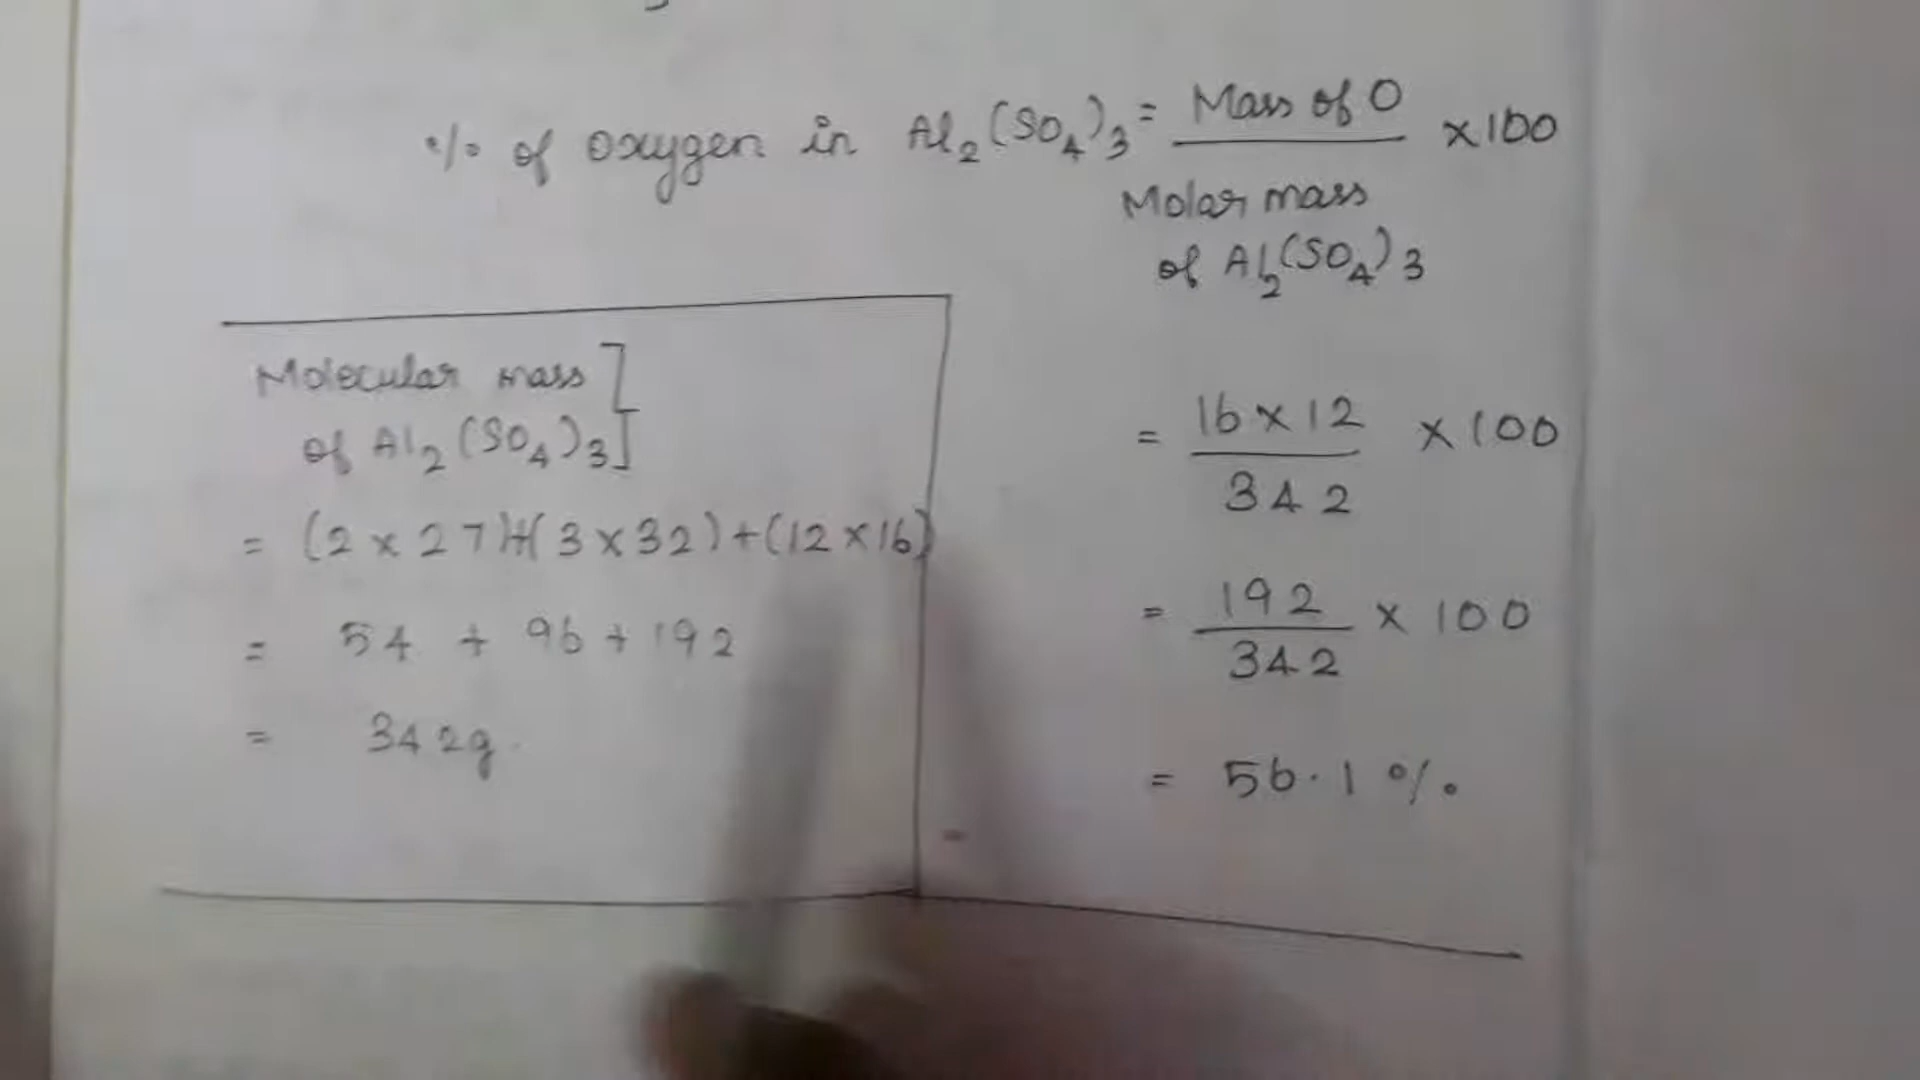 % of oxygen in Al₂(SO₄)₃ = Mass of O / Molar mass of Al₂(SO₄)₃ × 100
Molecular mass of Al₂(SO₄)₃]
= (2 × 27)+(3 × 32)+(12 × 16)
= 54 + 96 + 192
= 342g.
= 16 × 12 / 342 × 100
= 192 / 342 × 100
= 56.1 %